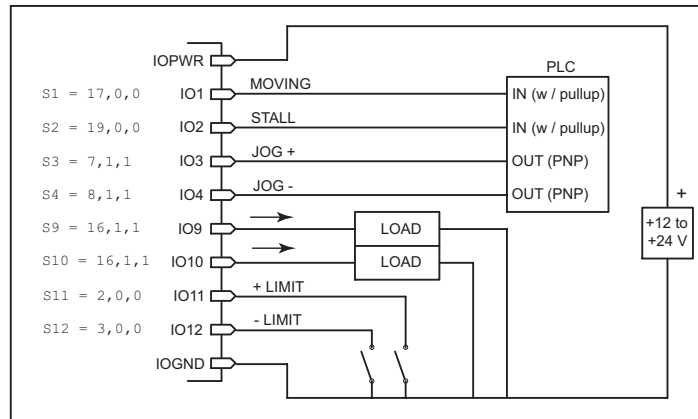 IOPWR
PLC
S1 = 17,0,0 IO1 MOVING IN (w / pullup)
S2 = 19,0,0 IO2 STALL IN (w / pullup)
S3 = 7,1,1 IO3 JOG + OUT (PNP)
S4 = 8,1,1 IO4 JOG - OUT (PNP)
+
S9 = 16,1,1 IO9 LOAD +12 to
+24 V
S10 = 16,1,1 IO10 LOAD
S11 = 2,0,0 IO11 + LIMIT
S12 = 3,0,0 IO12 - LIMIT
IOGND